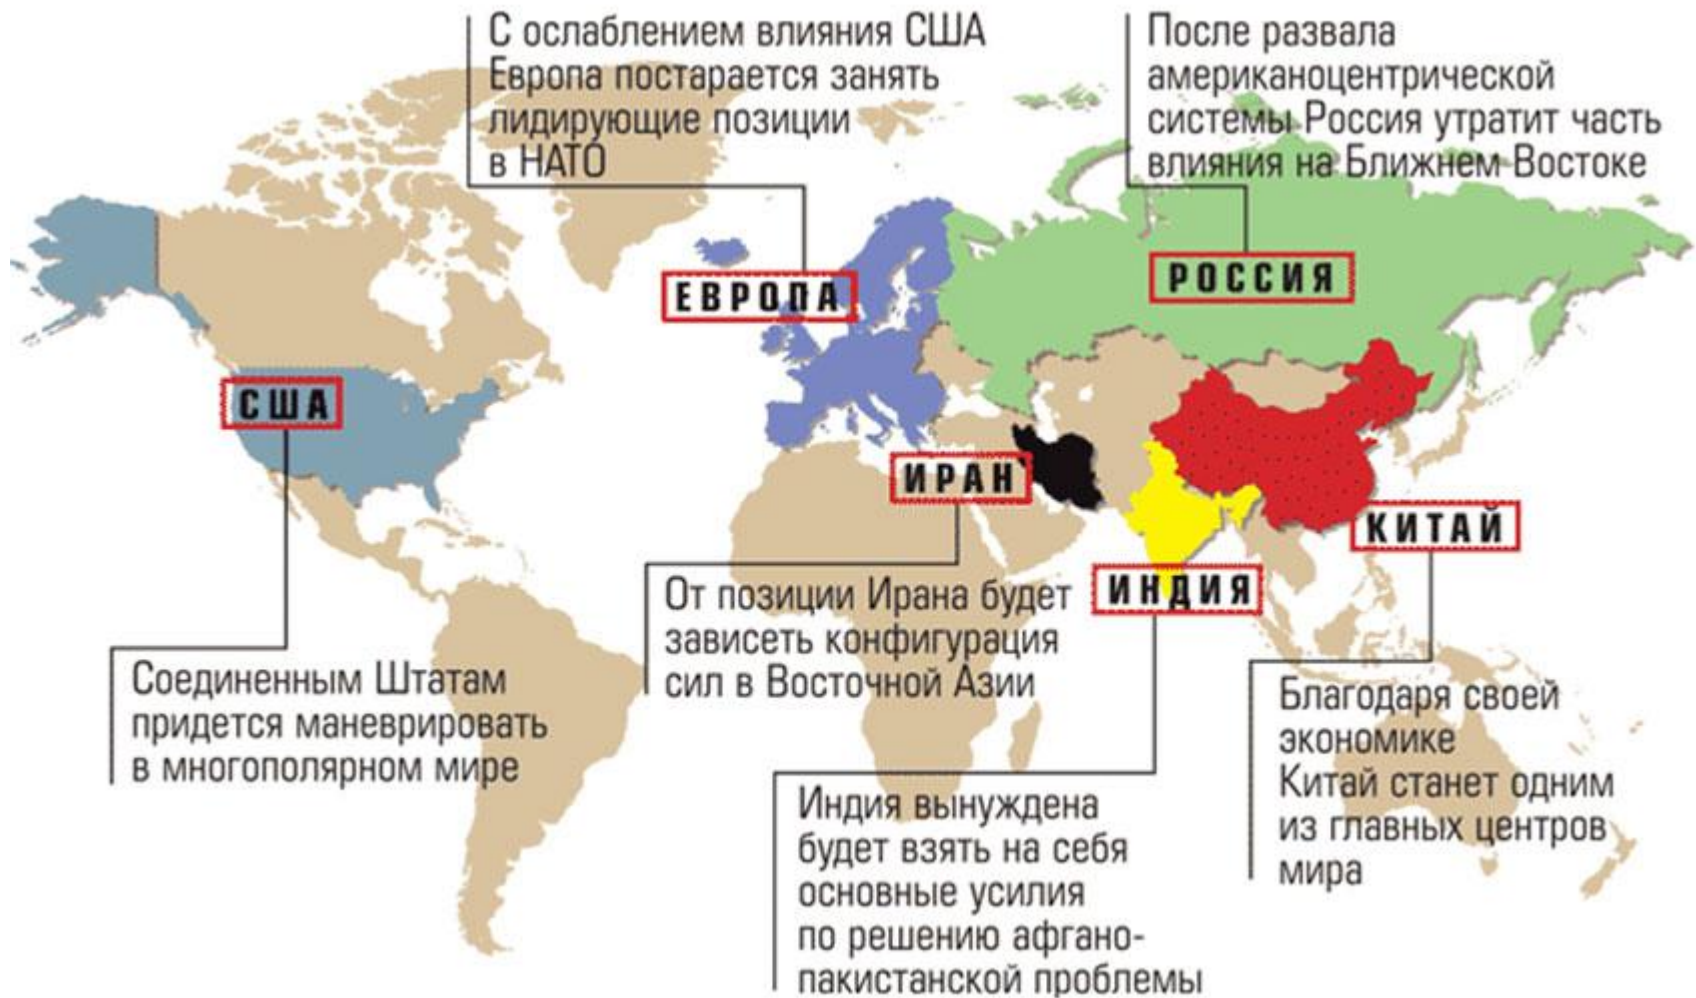 С ослаблением влияния США
Европа постарается занять
лидирующие позиции
в НАТО
После развала
американоцентрической
системы Россия утратит часть
влияния на Ближнем Востоке
ЕВРОПА
РОССИЯ
США
ИРАН
КИТАЙ
ИНДИЯ
От позиции Ирана будет
зависеть конфигурация
сил в Восточной Азии
Соединенным Штатам
придется маневрировать
в многополярном мире
Благодаря своей
экономике
Китай станет одним
из главных центров
мира
Индия вынуждена
будет взять на себя
основные усилия
по решению афгано-
пакистанской проблемы